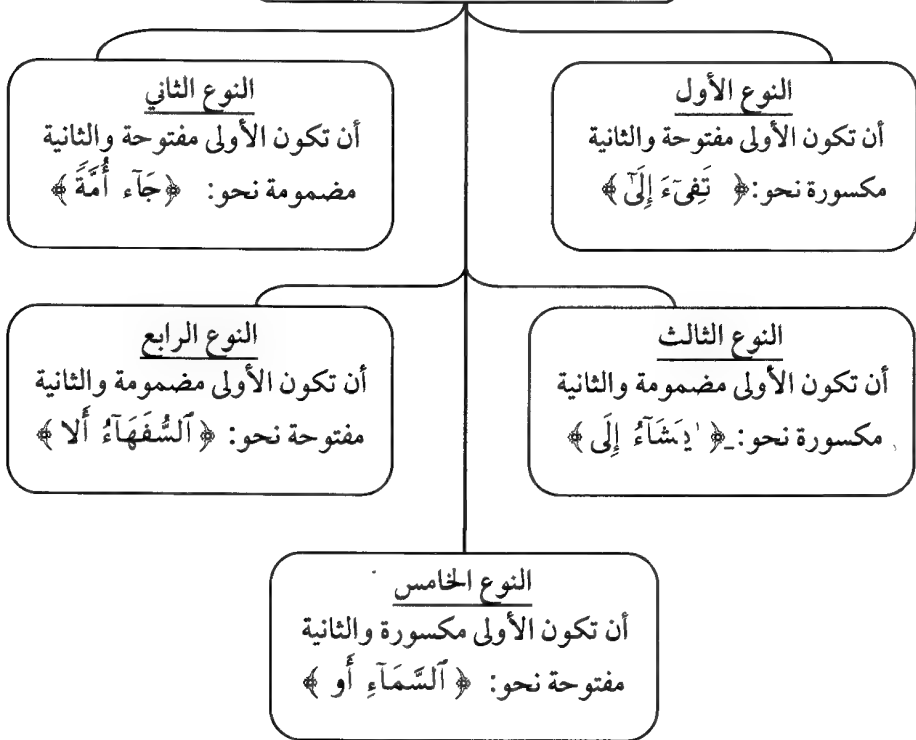 النوع الأول
أن تكون الأولى مفتوحة والثانية
مكسورة نحو: ﴿ تَفِىٓءَ إِلَىٰٓ ﴾
النوع الثاني
أن تكون الأولى مفتوحة والثانية
مضمومة نحو: ﴿جَآء أُمَّةً ﴾
النوع الثالث
أن تكون الأولى مضمومة والثانية
مكسورة نحو: ﴿ يَشَآءُ إِلَى ﴾
النوع الرابع
أن تكون الأولى مضمومة والثانية
مفتوحة نحو: ﴿ ٱلسُّفَهَآءُ أَلا ﴾
النوع الخامس
أن تكون الأولى مكسورة والثانية
مفتوحة نحو: ﴿ ٱلسَّمَآءِ أَو ﴾